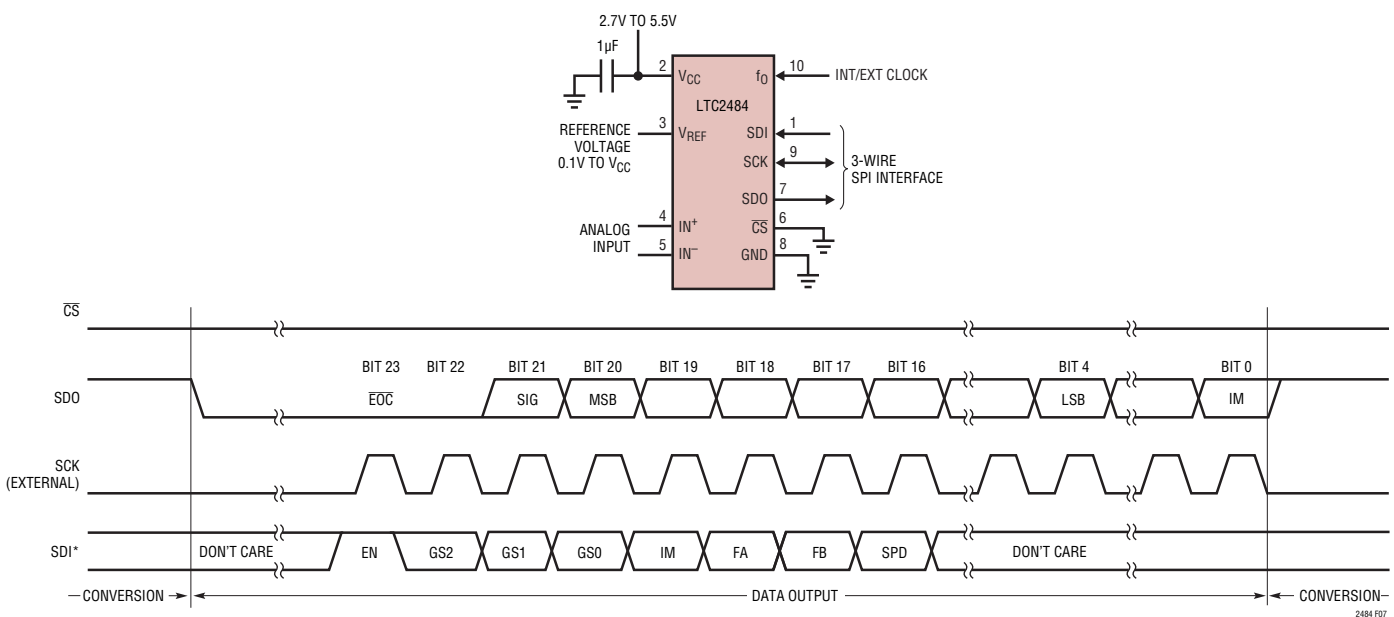 2.7V TO 5.5V
1µF
2
VCC
fO
10
INT/EXT CLOCK
LTC2484
REFERENCE
VOLTAGE
0.1V TO VCC
3
VREF
SDI
1
SCK
9
3-WIRE
SPI INTERFACE
SDO
7
ANALOG
INPUT
4
IN+
5
IN–
CS
6
GND
8
CS
BIT 23 BIT 22 BIT 21 BIT 20 BIT 19 BIT 18 BIT 17 BIT 16 BIT 4 BIT 0
SDO
EOC SIG MSB LSB IM
SCK
(EXTERNAL)
SDI* DON'T CARE EN GS2 GS1 GS0 IM FA FB SPD DON'T CARE
CONVERSION DATA OUTPUT CONVERSION
2484 F07